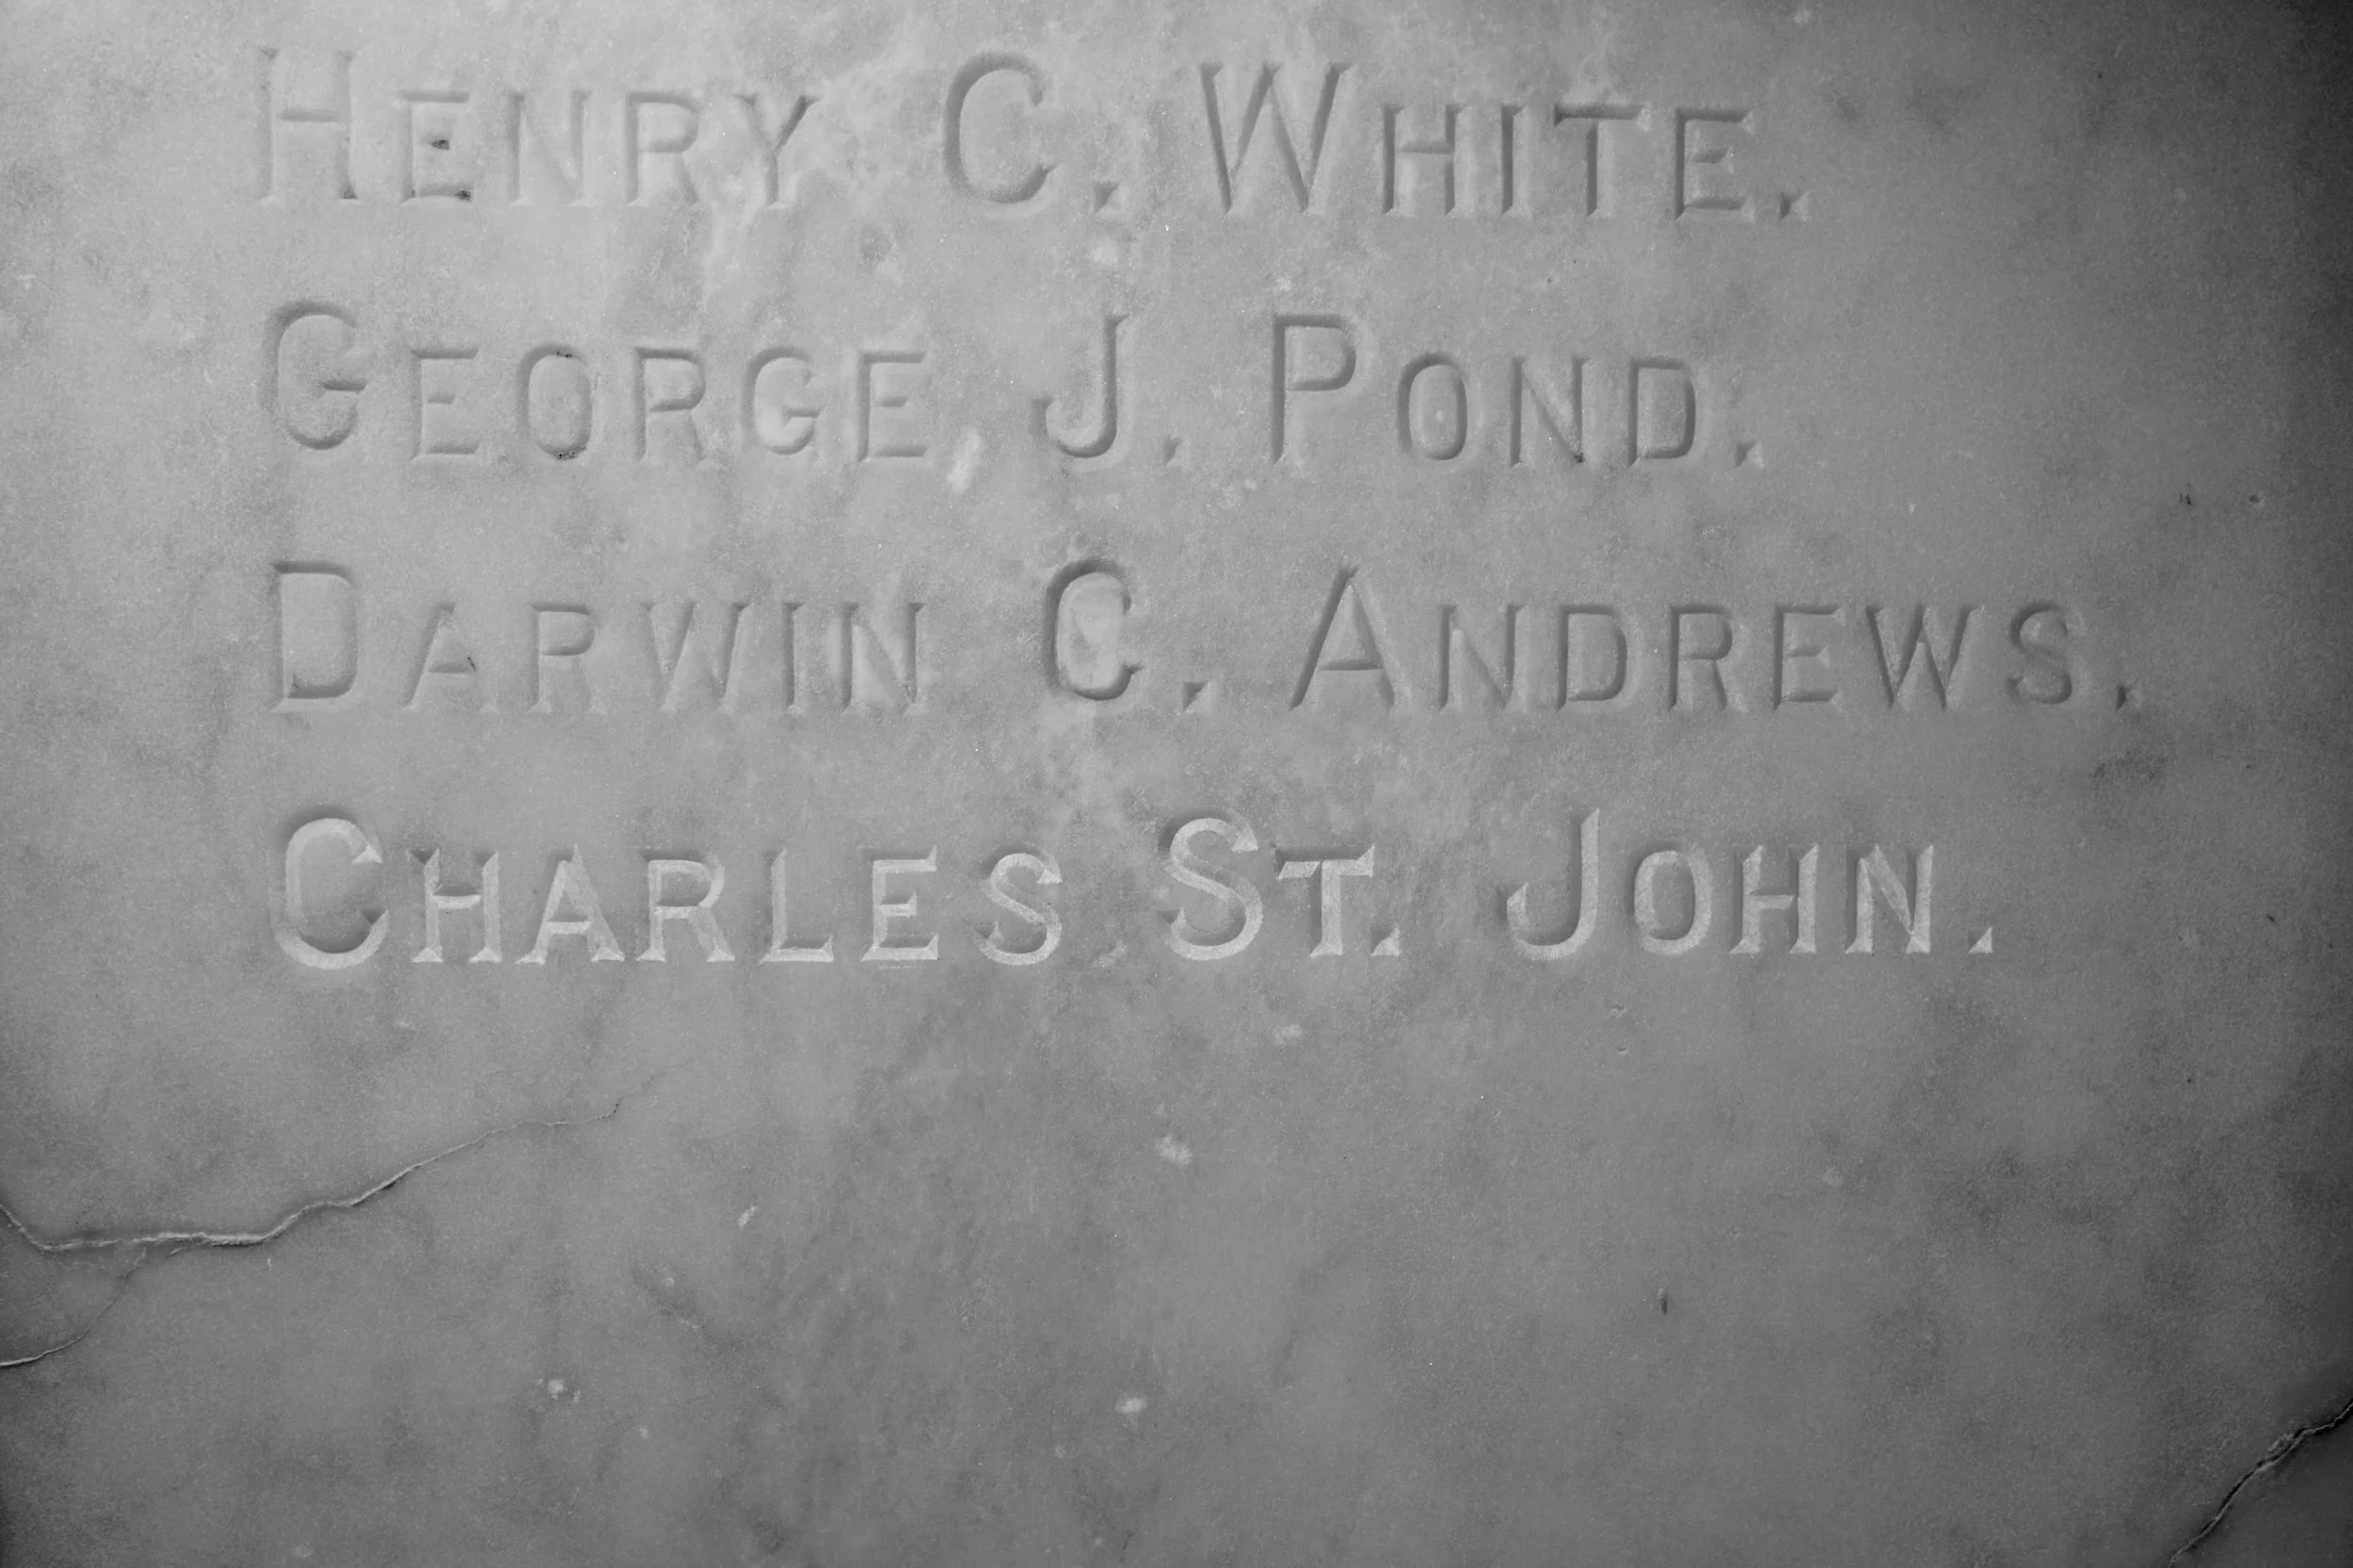 HENRY C. WHITE.
GEORGE J. POND.
DARWIN C. ANDREWS.
CHARLES ST. JOHN.